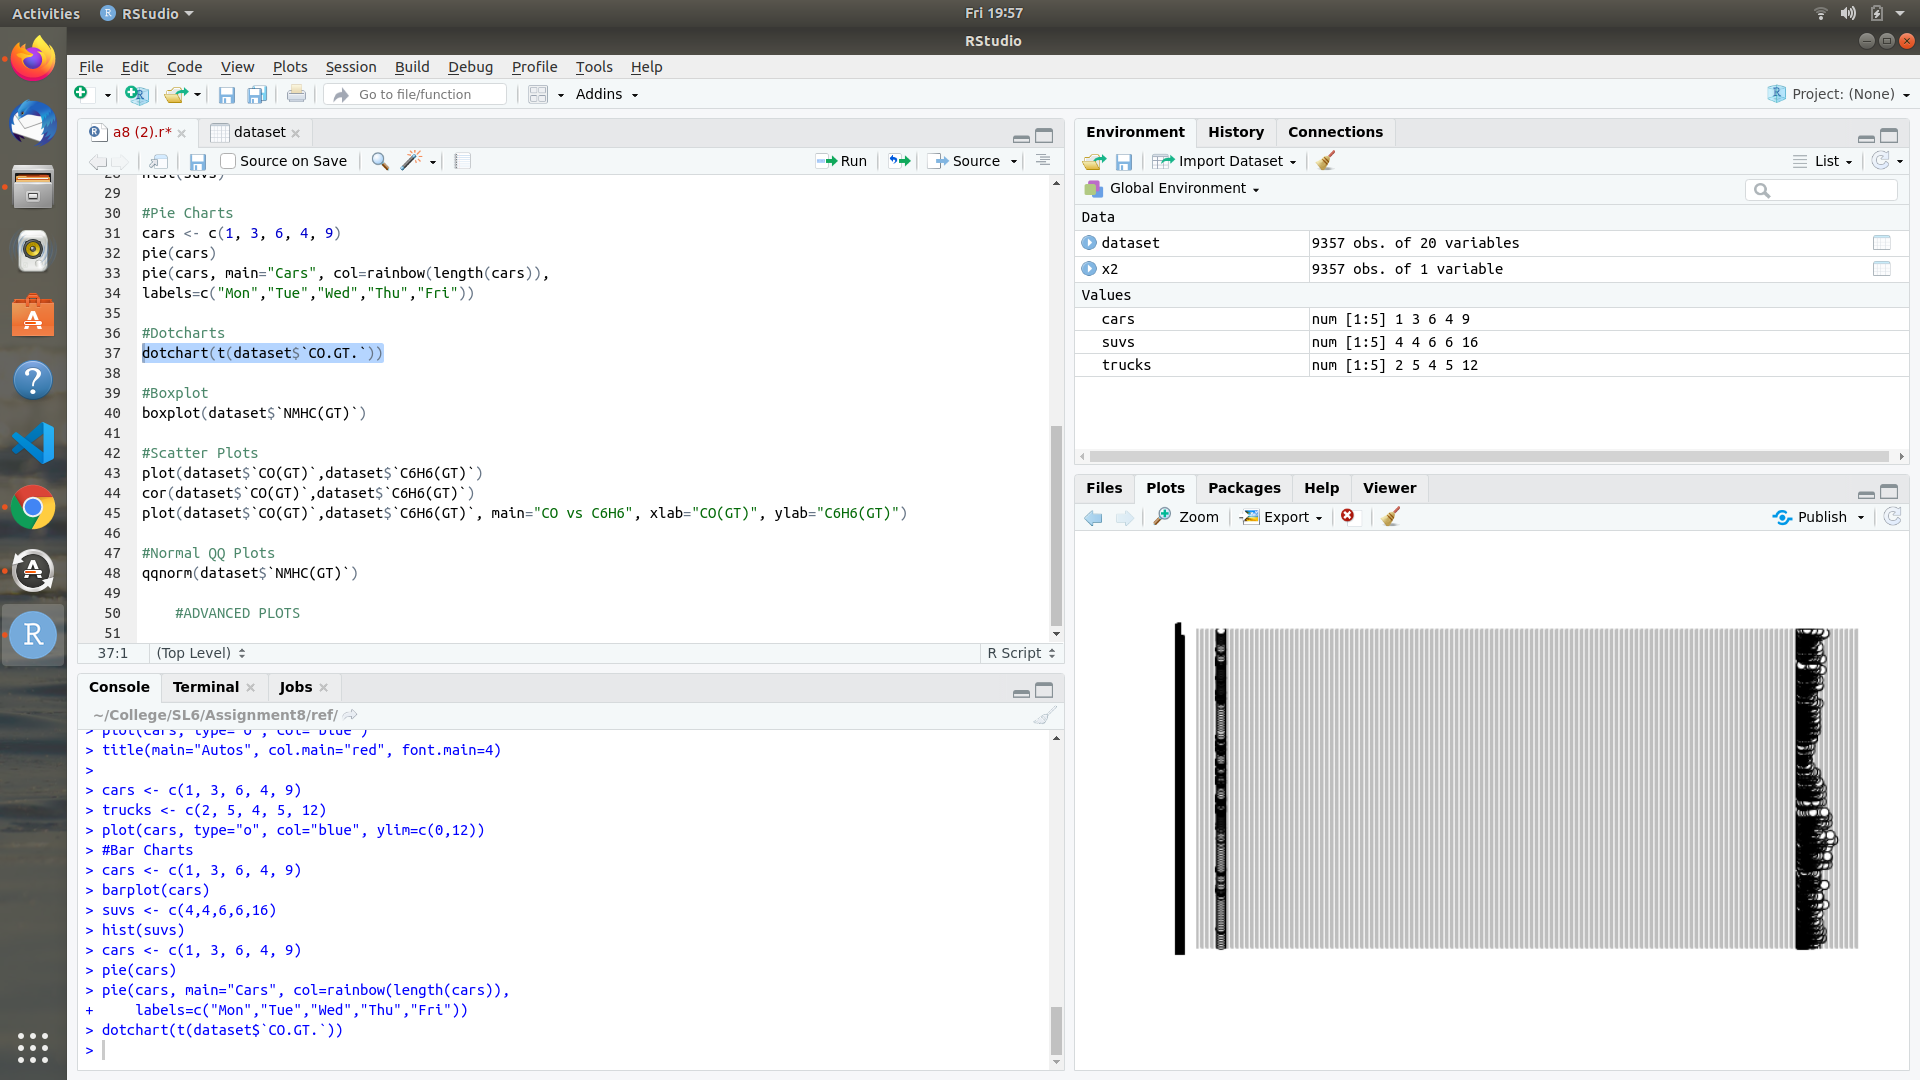 Activities RStudio Fri 19:57
RStudio
File Edit Code View Plots Session Build Debug Profile Tools Help
Go to file/function Addins Project: (None)
a8 (2).r* dataset
Source on Save Run Source
28 hist(suvs)
29
30 #Pie Charts
31 cars <- c(1, 3, 6, 4, 9)
32 pie(cars)
33 pie(cars, main="Cars", col=rainbow(length(cars)),
34 labels=c("Mon","Tue","Wed","Thu","Fri"))
35
36 #Dotcharts
37 dotchart(t(dataset$`CO.GT.`))
38
39 #Boxplot
40 boxplot(dataset$`NMHC(GT)`)
41
42 #Scatter Plots
43 plot(dataset$`CO(GT)`,dataset$`C6H6(GT)`)
44 cor(dataset$`CO(GT)`,dataset$`C6H6(GT)`)
45 plot(dataset$`CO(GT)`,dataset$`C6H6(GT)`, main="CO vs C6H6", xlab="CO(GT)", ylab="C6H6(GT)")
46
47 #Normal QQ Plots
48 qqnorm(dataset$`NMHC(GT)`)
49
50 #ADVANCED PLOTS
51
37:1 (Top Level) R Script
Console Terminal Jobs
~/College/SL6/Assignment8/ref/
> plot(cars, type="o", col="blue")
> title(main="Autos", col.main="red", font.main=4)
>
> cars <- c(1, 3, 6, 4, 9)
> trucks <- c(2, 5, 4, 5, 12)
> plot(cars, type="o", col="blue", ylim=c(0,12))
> #Bar Charts
> cars <- c(1, 3, 6, 4, 9)
> barplot(cars)
> suvs <- c(4,4,6,6,16)
> hist(suvs)
> cars <- c(1, 3, 6, 4, 9)
> pie(cars)
> pie(cars, main="Cars", col=rainbow(length(cars)),
+     labels=c("Mon","Tue","Wed","Thu","Fri"))
> dotchart(t(dataset$`CO.GT.`))
>
Environment History Connections
Import Dataset List
Global Environment
Data
dataset 9357 obs. of 20 variables
x2 9357 obs. of 1 variable
Values
cars num [1:5] 1 3 6 4 9
suvs num [1:5] 4 4 6 6 16
trucks num [1:5] 2 5 4 5 12
Files Plots Packages Help Viewer
Zoom Export Publish